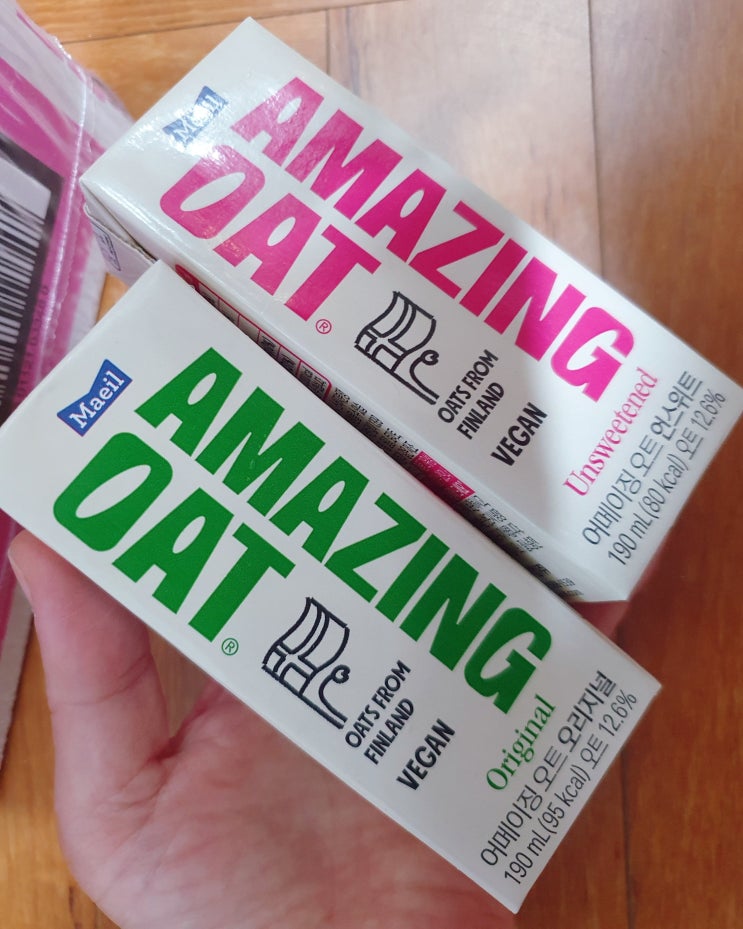 Maeil
AMAZING
OAT®
OATS FROM
FINLAND
VEGAN
Unsweetened
어메이징 오트 언스위트
190 mL (80 kcal) 오트 12.6%
Maeil
AMAZING
OAT®
OATS FROM
FINLAND
VEGAN
Original
어메이징 오트 오리지널
190 mL (95 kcal) 오트 12.6%